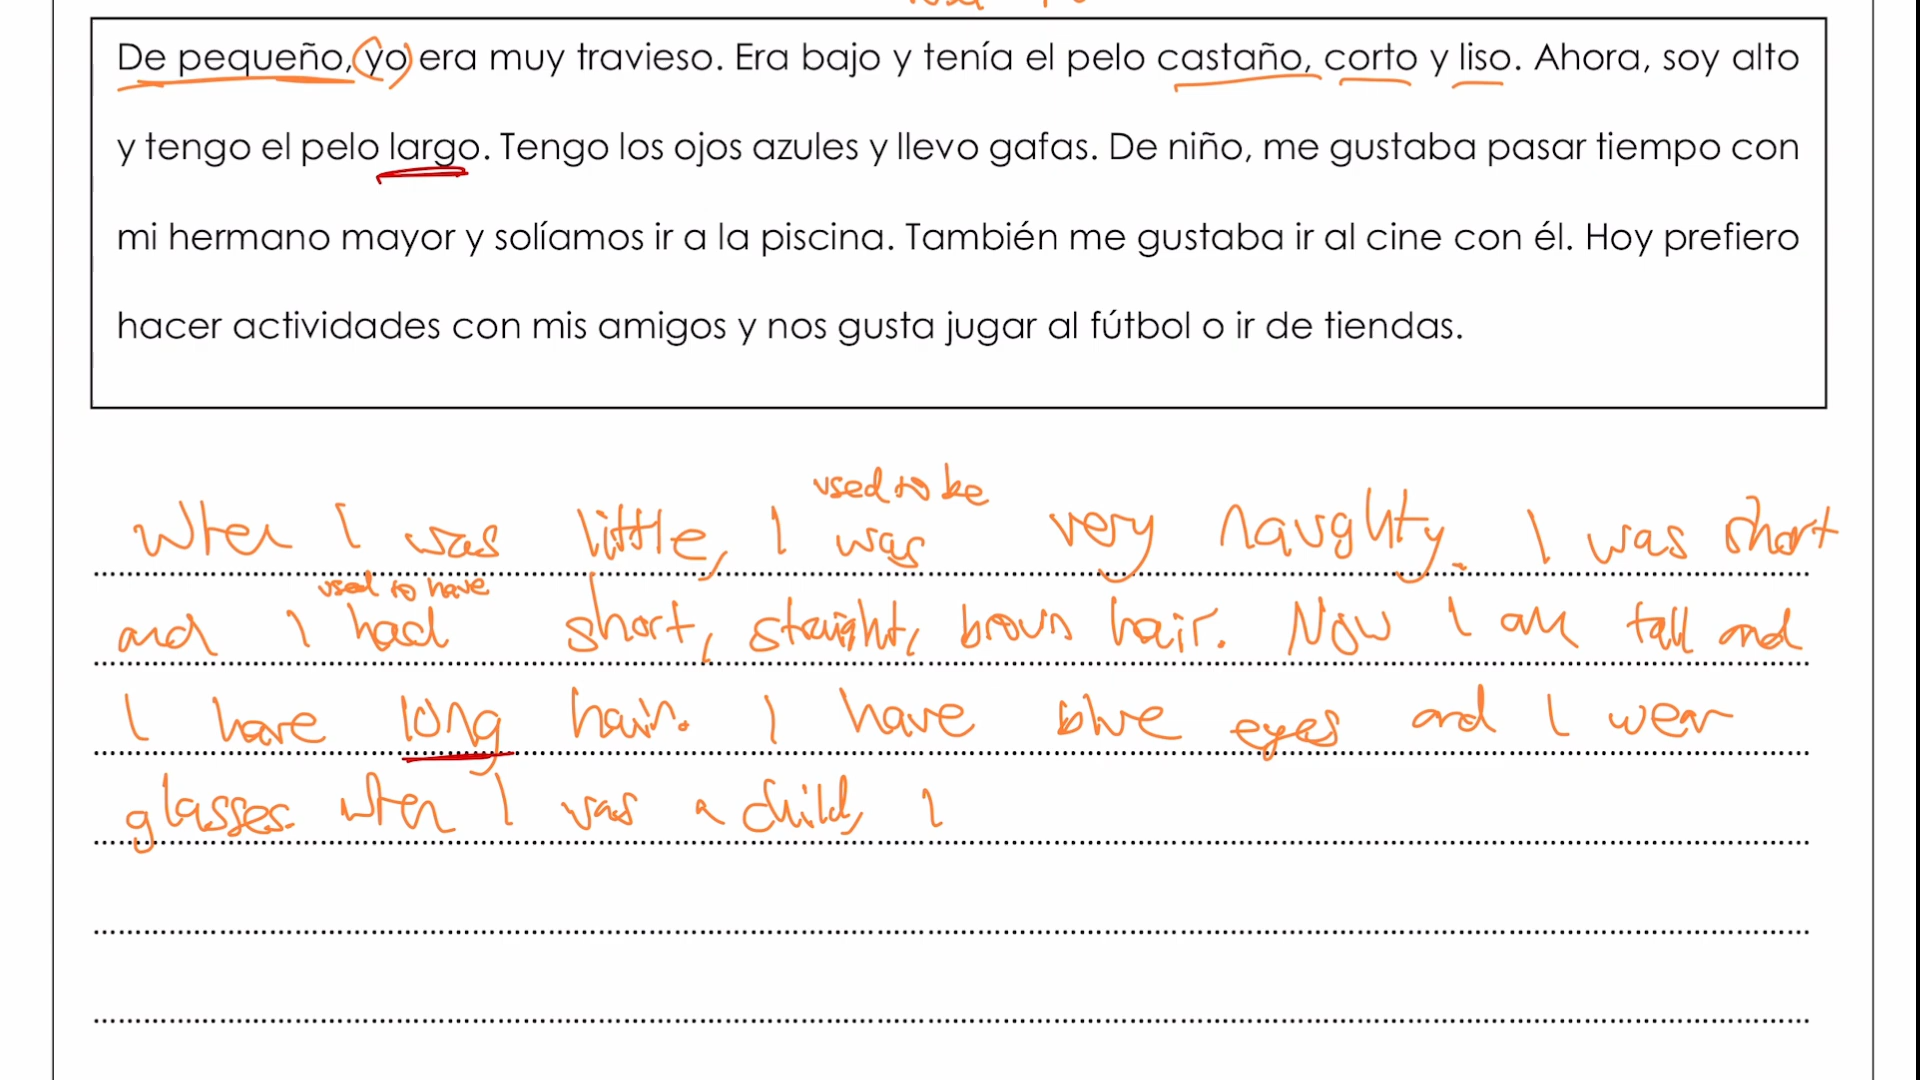 De pequeño, yo era muy travieso. Era bajo y tenía el pelo castaño, corto y liso. Ahora, soy alto
y tengo el pelo largo. Tengo los ojos azules y llevo gafas. De niño, me gustaba pasar tiempo con
mi hermano mayor y solíamos ir a la piscina. También me gustaba ir al cine con él. Hoy prefiero
hacer actividades con mis amigos y nos gusta jugar al fútbol o ir de tiendas.
used to be
When I was little, I was very naughty. I was short
used to have
and I had short, straight, brown hair. Now I am tall and
I have long hair. I have blue eyes and I wear
glasses. When I was a child, I